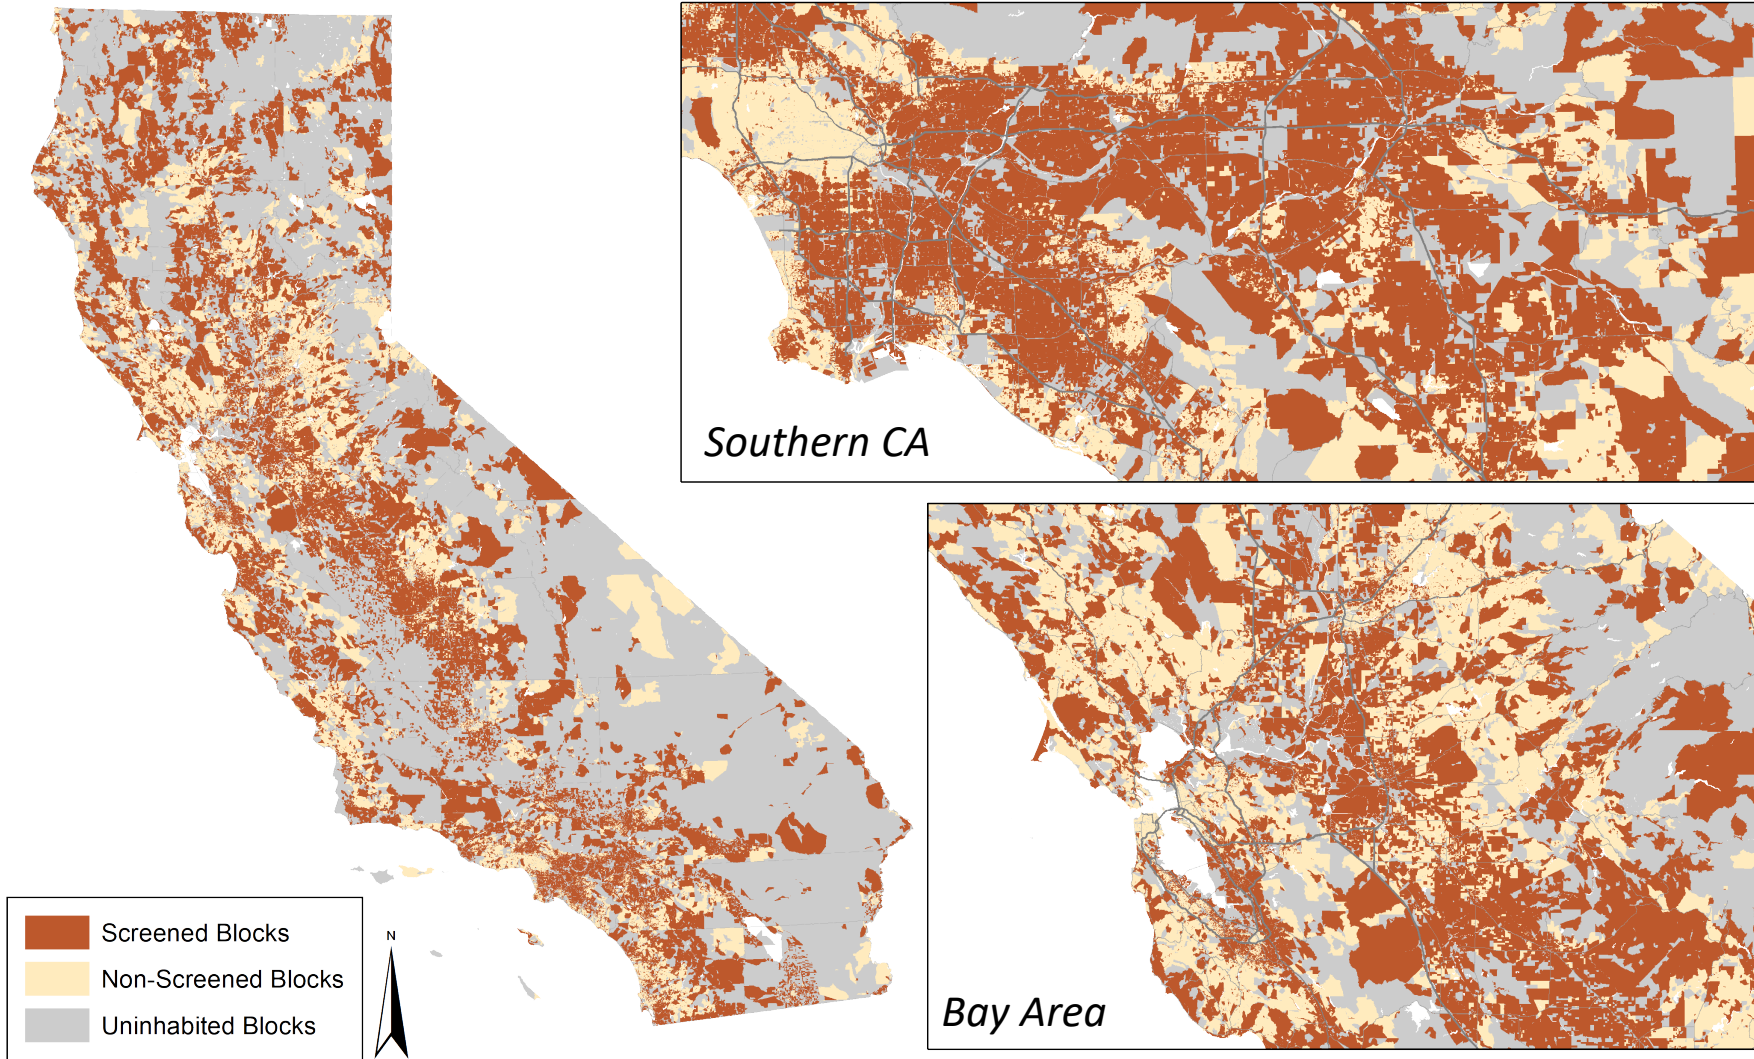 Southern CA
Bay Area
Screened Blocks
Non-Screened Blocks
Uninhabited Blocks
N